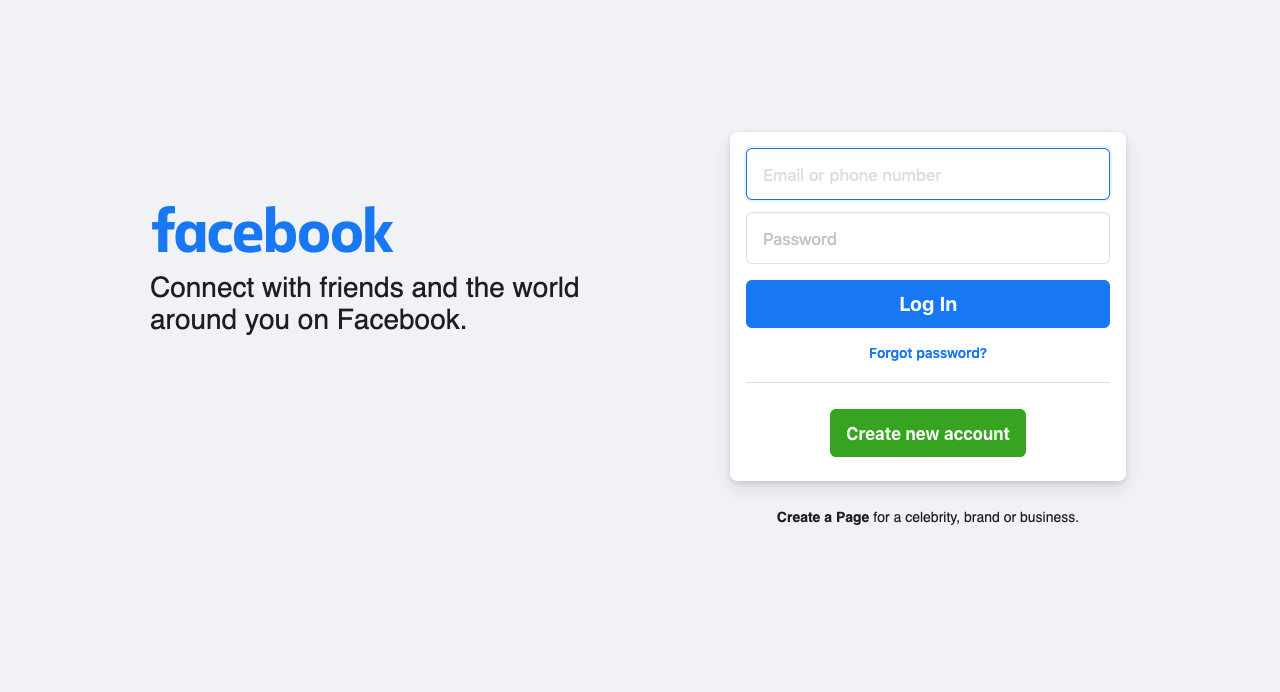 facebook
Connect with friends and the world
around you on Facebook.
Email or phone number
Password
Log In
Forgot password?
Create new account
Create a Page for a celebrity, brand or business.